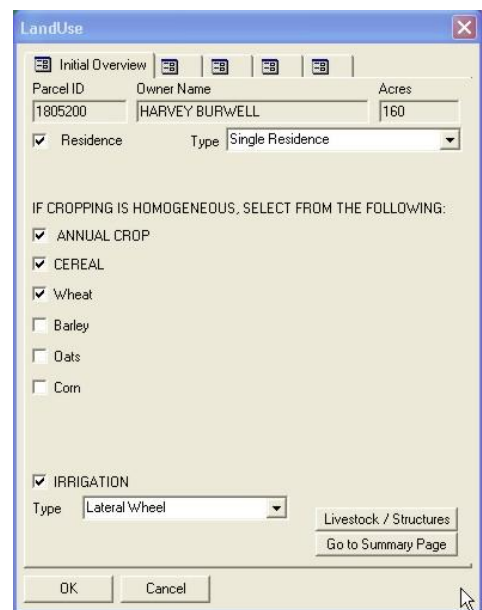 LandUse
Initial Overview
Parcel ID Owner Name Acres
1805200 HARVEY BURWELL 160
Residence Type Single Residence
IF CROPPING IS HOMOGENEOUS, SELECT FROM THE FOLLOWING:
ANNUAL CROP
CEREAL
Wheat
Barley
Oats
Corn
IRRIGATION
Type Lateral Wheel
Livestock / Structures
Go to Summary Page
OK Cancel